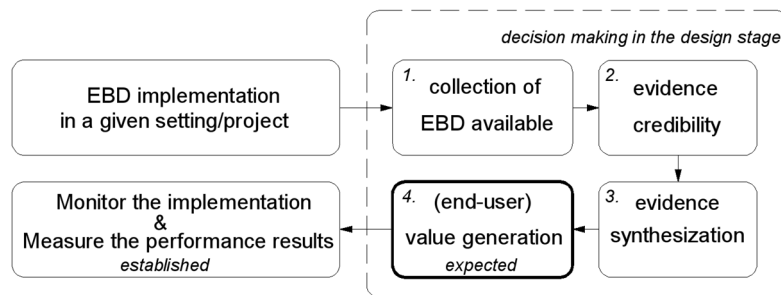 decision making in the design stage
EBD implementation
in a given setting/project
1. collection of
EBD available
2. evidence
credibility
Monitor the implementation
&
Measure the performance results
established
4. (end-user)
value generation
expected
3. evidence
synthesization